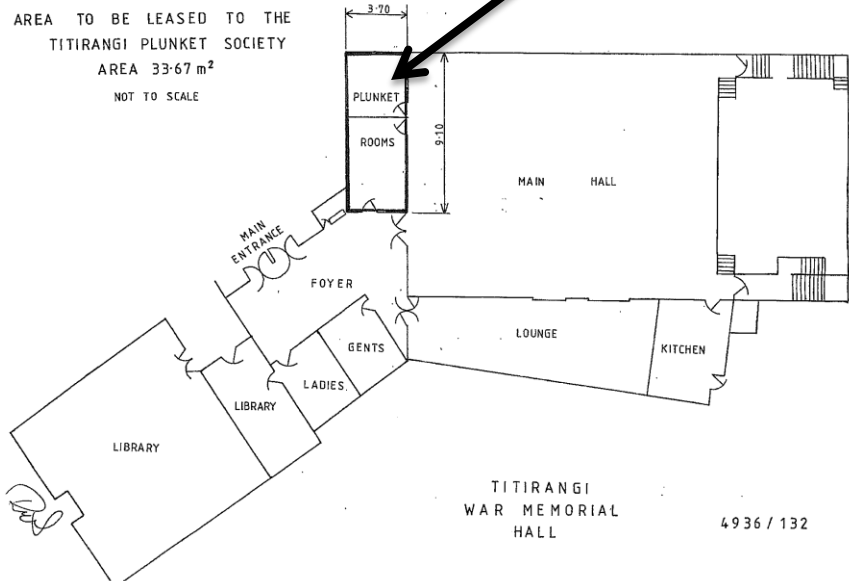 AREA TO BE LEASED TO THE
TITIRANGI PLUNKET SOCIETY
AREA 33·67 m²
NOT TO SCALE
3·70
PLUNKET
ROOMS
9·10
MAIN HALL
MAIN
ENTRANCE
FOYER
GENTS
LADIES.
LIBRARY
LIBRARY
LOUNGE
KITCHEN
TITIRANGI
WAR MEMORIAL
HALL
4936/132